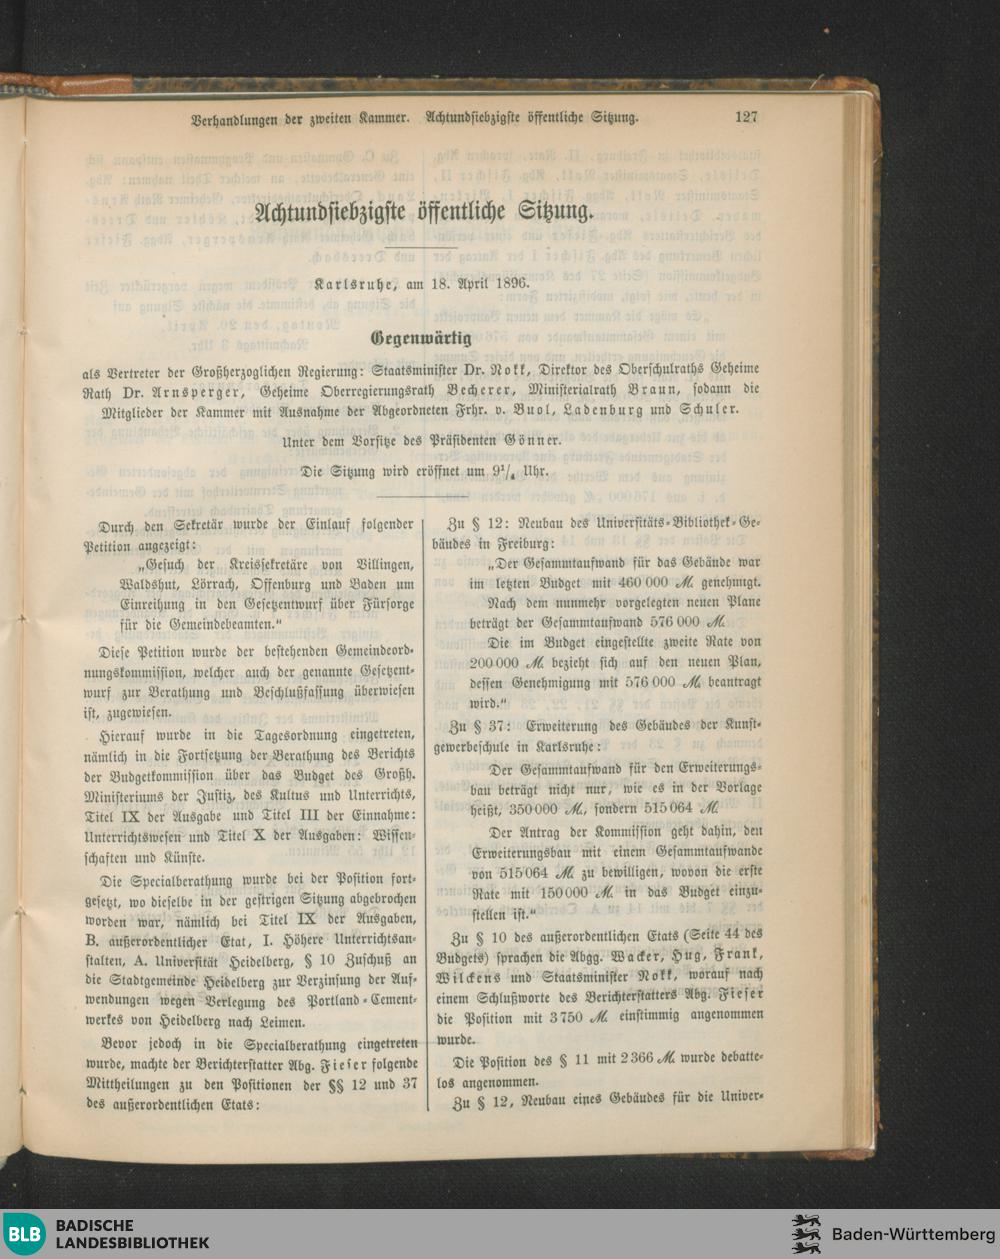 Verhandlungen der zweiten Kammer. Achtundsiebzigste öffentliche Sitzung. 127
Achtundsiebzigste öffentliche Sitzung.
Karlsruhe, am 18. April 1896.
Gegenwärtig
als Vertreter der Großherzoglichen Regierung: Staatsminister Dr. Nokk, Direktor des Oberschulraths Geheime
Rath Dr. Arnsperger, Geheime Oberregierungsrath Becherer, Ministerialrath Braun, sodann die
Mitglieder der Kammer mit Ausnahme der Abgeordneten Frhr. v. Buol, Ladenburg und Schuler.
Unter dem Vorsitze des Präsidenten Gönner.
Die Sitzung wird eröffnet um 9¹/₄ Uhr.
Durch den Sekretär wurde der Einlauf folgender
Petition angezeigt:
„Gesuch der Kreissekretäre von Villingen,
Waldshut, Lörrach, Offenburg und Baden um
Einreihung in den Gesetzentwurf über Fürsorge
für die Gemeindebeamten."
Diese Petition wurde der bestehenden Gemeindeord-
nungskommission, welcher auch der genannte Gesetzent-
wurf zur Berathung und Beschlußfassung überwiesen
ist, zugewiesen.
Hierauf wurde in die Tagesordnung eingetreten,
nämlich in die Fortsetzung der Berathung des Berichts
der Budgetkommission über das Budget des Großh.
Ministeriums der Justiz, des Kultus und Unterrichts,
Titel IX der Ausgabe und Titel III der Einnahme:
Unterrichtswesen und Titel X der Ausgaben: Wissen-
schaften und Künste.
Die Specialberathung wurde bei der Position fort-
gesetzt, wo dieselbe in der gestrigen Sitzung abgebrochen
worden war, nämlich bei Titel IX der Ausgaben,
B. außerordentlicher Etat, I. Höhere Unterrichtsan-
stalten, A. Universität Heidelberg, § 10 Zuschuß an
die Stadtgemeinde Heidelberg zur Verzinsung der Auf-
wendungen wegen Verlegung des Portland-Cement-
werkes von Heidelberg nach Leimen.
Bevor jedoch in die Specialberathung eingetreten
wurde, machte der Berichterstatter Abg. Fieser folgende
Mittheilungen zu den Positionen der §§ 12 und 37
des außerordentlichen Etats:
Zu § 12: Neubau des Universitäts-Bibliothek-Ge-
bäudes in Freiburg:
„Der Gesammtaufwand für das Gebäude war
im letzten Budget mit 460 000 ℳ. genehmigt.
Nach dem nunmehr vorgelegten neuen Plane
beträgt der Gesammtaufwand 576 000 ℳ.
Die im Budget eingestellte zweite Rate von
200 000 ℳ. bezieht sich auf den neuen Plan,
dessen Genehmigung mit 576 000 ℳ. beantragt
wird."
Zu § 37: Erweiterung des Gebäudes der Kunst-
gewerbeschule in Karlsruhe:
Der Gesammtaufwand für den Erweiterungs-
bau beträgt nicht nur, wie es in der Vorlage
heißt, 350 000 ℳ., sondern 515 064 ℳ.
Der Antrag der Kommission geht dahin, den
Erweiterungsbau mit einem Gesammtaufwande
von 515 064 ℳ. zu bewilligen, wovon die erste
Rate mit 150 000 ℳ. in das Budget einzu-
stellen ist."
Zu § 10 des außerordentlichen Etats (Seite 44 des
Budgets) sprachen die Abgg. Wacker, Hug, Frank,
Wilckens und Staatsminister Nokk, worauf nach
einem Schlußworte des Berichterstatters Abg. Fieser
die Position mit 3 750 ℳ. einstimmig angenommen
wurde.
Die Position des § 11 mit 2 366 ℳ. wurde debatte-
los angenommen.
Zu § 12, Neubau eines Gebäudes für die Univer-
BLB BADISCHE
LANDESBIBLIOTHEK
Baden-Württemberg